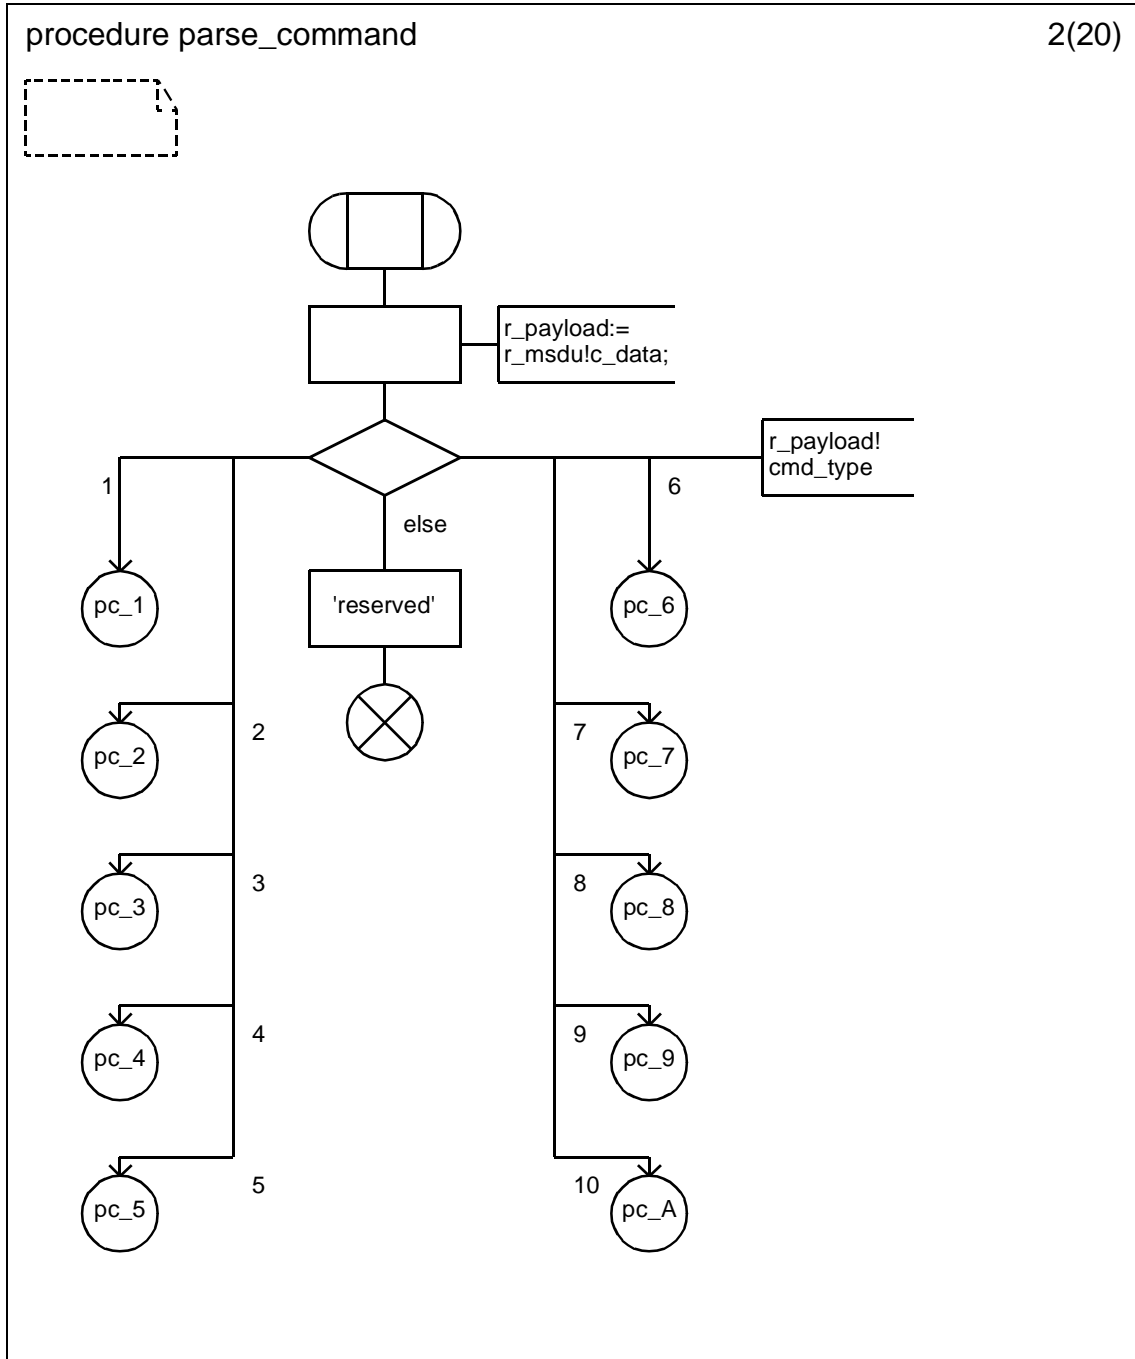 procedure parse_command
2(20)
r_payload:=
r_msdu!c_data;
r_payload!
cmd_type
1
6
else
pc_1
'reserved'
pc_6
2
7
pc_2
pc_7
3
8
pc_3
pc_8
4
9
pc_4
pc_9
5
10
pc_5
pc_A